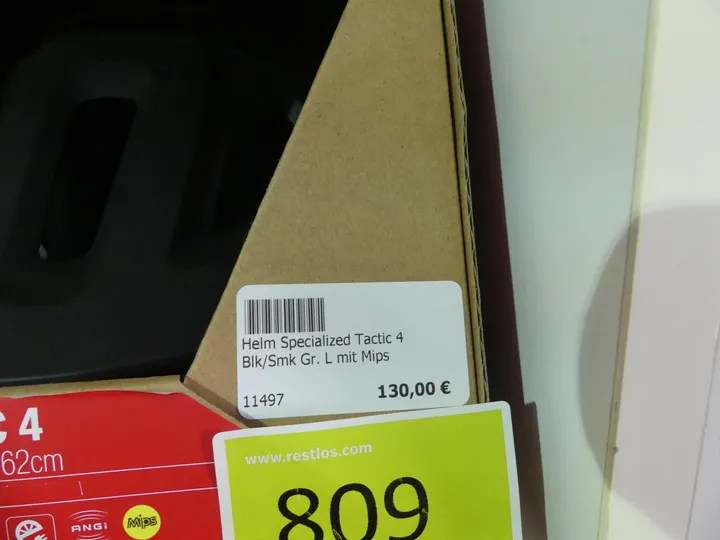 Helm Specialized Tactic 4
Blk/Smk Gr. L mit Mips
11497
130,00 €
C 4
62cm
ANGi
Mips
www.restlos.com
809